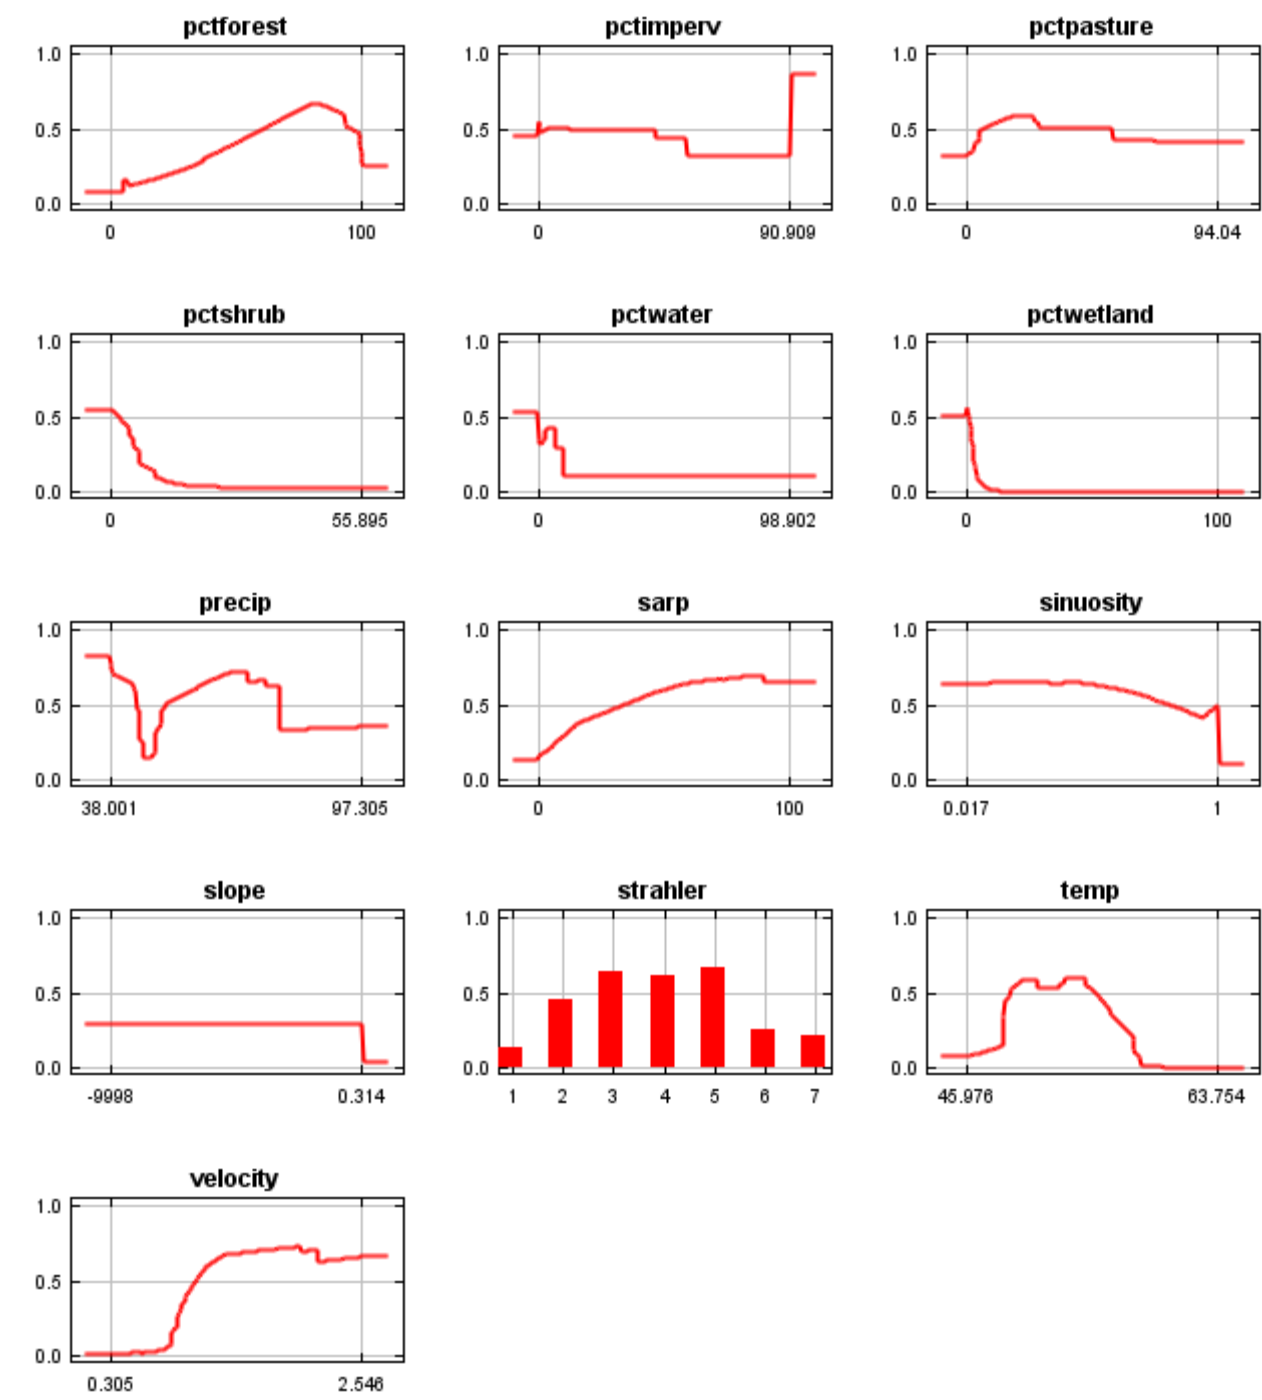 pctforest pctimperv pctpasture
1.0 1.0 1.0
0.5 0.5 0.5
0.0 0.0 0.0
0 100 0 90.909 0 94.04
pctshrub pctwater pctwetland
1.0 1.0 1.0
0.5 0.5 0.5
0.0 0.0 0.0
0 55.895 0 98.902 0 100
precip sarp sinuosity
1.0 1.0 1.0
0.5 0.5 0.5
0.0 0.0 0.0
38.001 97.305 0 100 0.017 1
slope strahler temp
1.0 1.0 1.0
0.5 0.5 0.5
0.0 0.0 0.0
-9998 0.314 1 2 3 4 5 6 7 45.976 63.754
velocity
1.0
0.5
0.0
0.305 2.546